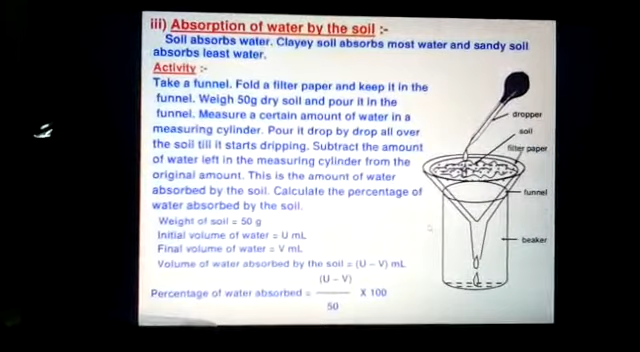 iii) Absorption of water by the soil :-
Soil absorbs water. Clayey soil absorbs most water and sandy soil
absorbs least water.
Activity :-
Take a funnel. Fold a filter paper and keep it in the
funnel. Weigh 50g dry soil and pour it in the
funnel. Measure a certain amount of water in a
measuring cylinder. Pour it drop by drop all over
the soil till it starts dripping. Subtract the amount
of water left in the measuring cylinder from the
original amount. This is the amount of water
absorbed by the soil. Calculate the percentage of
water absorbed by the soil.
Weight of soil = 50 g
Initial volume of water = U mL
Final volume of water = V mL
Volume of water absorbed by the soil = (U – V) mL
(U – V)
Percentage of water absorbed = ——— X 100
50
dropper
soil
filter paper
funnel
beaker